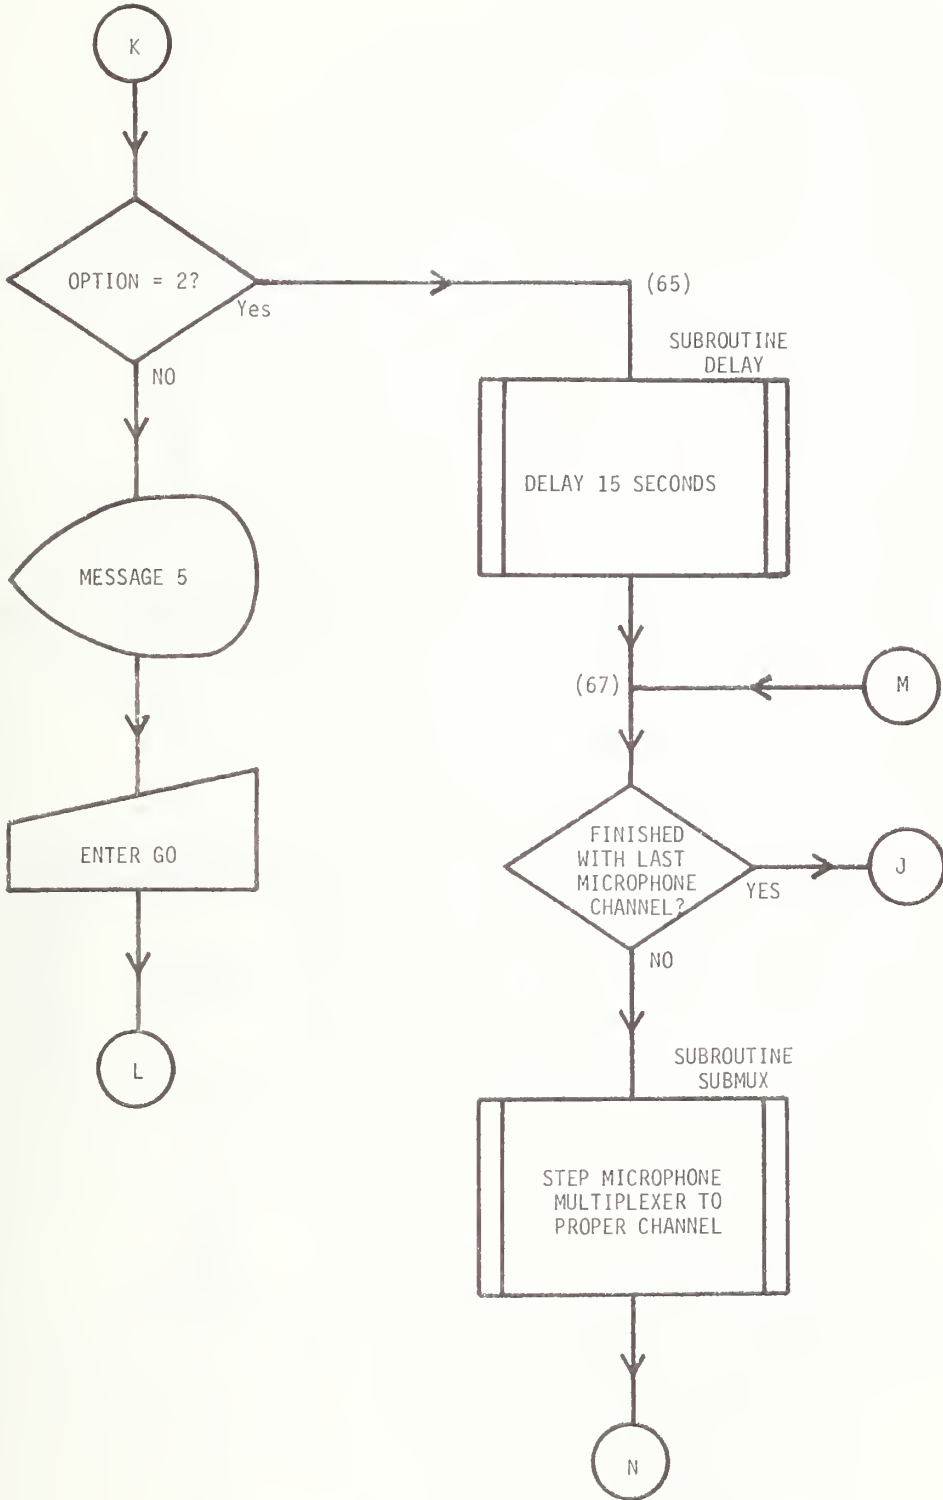 K
OPTION = 2?
Yes
NO
MESSAGE 5
ENTER GO
L
(65)
SUBROUTINE
DELAY
DELAY 15 SECONDS
(67)
M
FINISHED
WITH LAST
MICROPHONE
CHANNEL?
YES
J
NO
SUBROUTINE
SUBMUX
STEP MICROPHONE
MULTIPLEXER TO
PROPER CHANNEL
N